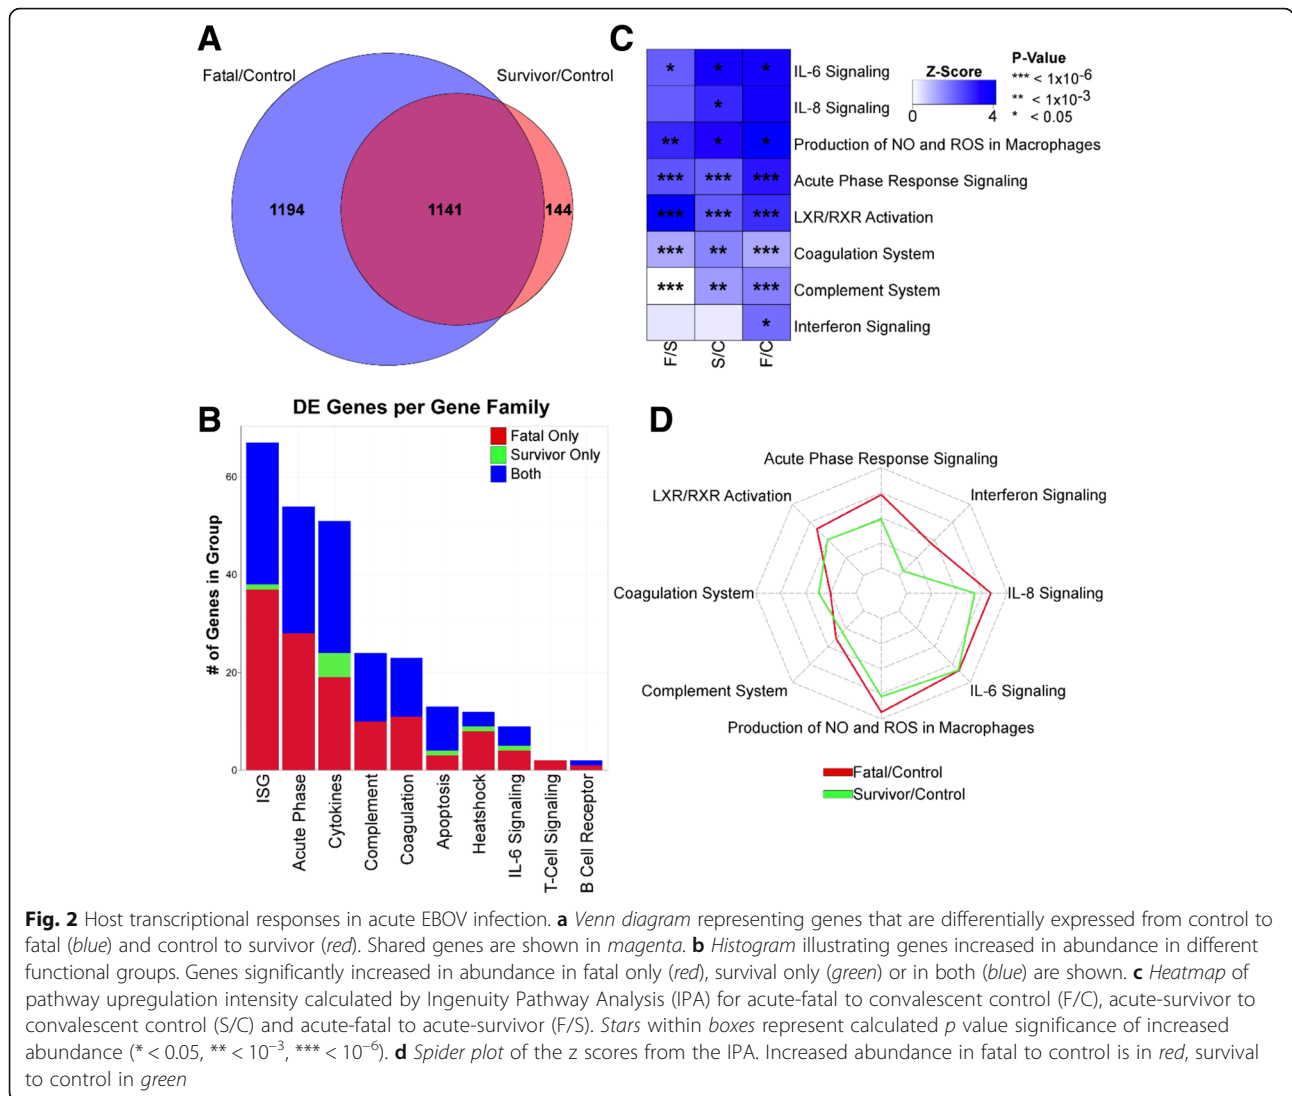 A
Fatal/Control
Survivor/Control
1194
1141
144
C
* * * IL-6 Signaling
* IL-8 Signaling
** * * Production of NO and ROS in Macrophages
*** *** *** Acute Phase Response Signaling
*** *** *** LXR/RXR Activation
*** ** *** Coagulation System
*** ** *** Complement System
* Interferon Signaling
F/S
S/C
F/C
Z-Score
0 4
P-Value
*** < 1x10-6
** < 1x10-3
* < 0.05
B
DE Genes per Gene Family
Fatal Only
Survivor Only
Both
# of Genes in Group
60
40
20
0
ISG
Acute Phase
Cytokines
Complement
Coagulation
Apoptosis
Heatshock
IL-6 Signaling
T-Cell Signaling
B Cell Receptor
D
Acute Phase Response Signaling
LXR/RXR Activation
Interferon Signaling
Coagulation System
IL-8 Signaling
Complement System
IL-6 Signaling
Production of NO and ROS in Macrophages
Fatal/Control
Survivor/Control
Fig. 2 Host transcriptional responses in acute EBOV infection. a Venn diagram representing genes that are differentially expressed from control to
fatal (blue) and control to survivor (red). Shared genes are shown in magenta. b Histogram illustrating genes increased in abundance in different
functional groups. Genes significantly increased in abundance in fatal only (red), survival only (green) or in both (blue) are shown. c Heatmap of
pathway upregulation intensity calculated by Ingenuity Pathway Analysis (IPA) for acute-fatal to convalescent control (F/C), acute-survivor to
convalescent control (S/C) and acute-fatal to acute-survivor (F/S). Stars within boxes represent calculated p value significance of increased
abundance (* < 0.05, ** < 10−3, *** < 10−6). d Spider plot of the z scores from the IPA. Increased abundance in fatal to control is in red, survival
to control in green